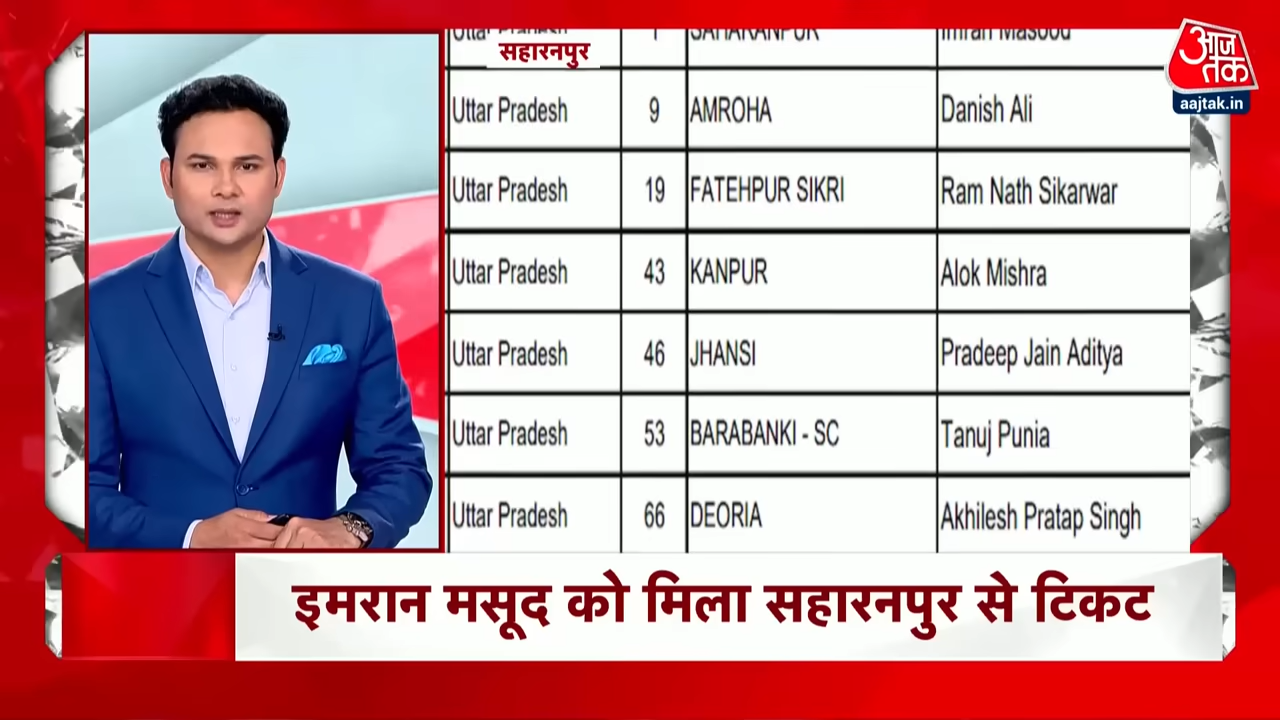 सहारनपुर
आज
तक
aajtak.in
Uttar Pradesh 9 AMROHA Danish Ali
Uttar Pradesh 19 FATEHPUR SIKRI Ram Nath Sikarwar
Uttar Pradesh 43 KANPUR Alok Mishra
Uttar Pradesh 46 JHANSI Pradeep Jain Aditya
Uttar Pradesh 53 BARABANKI - SC Tanuj Punia
Uttar Pradesh 66 DEORIA Akhilesh Pratap Singh
इमरान मसूद को मिला सहारनपुर से टिकट